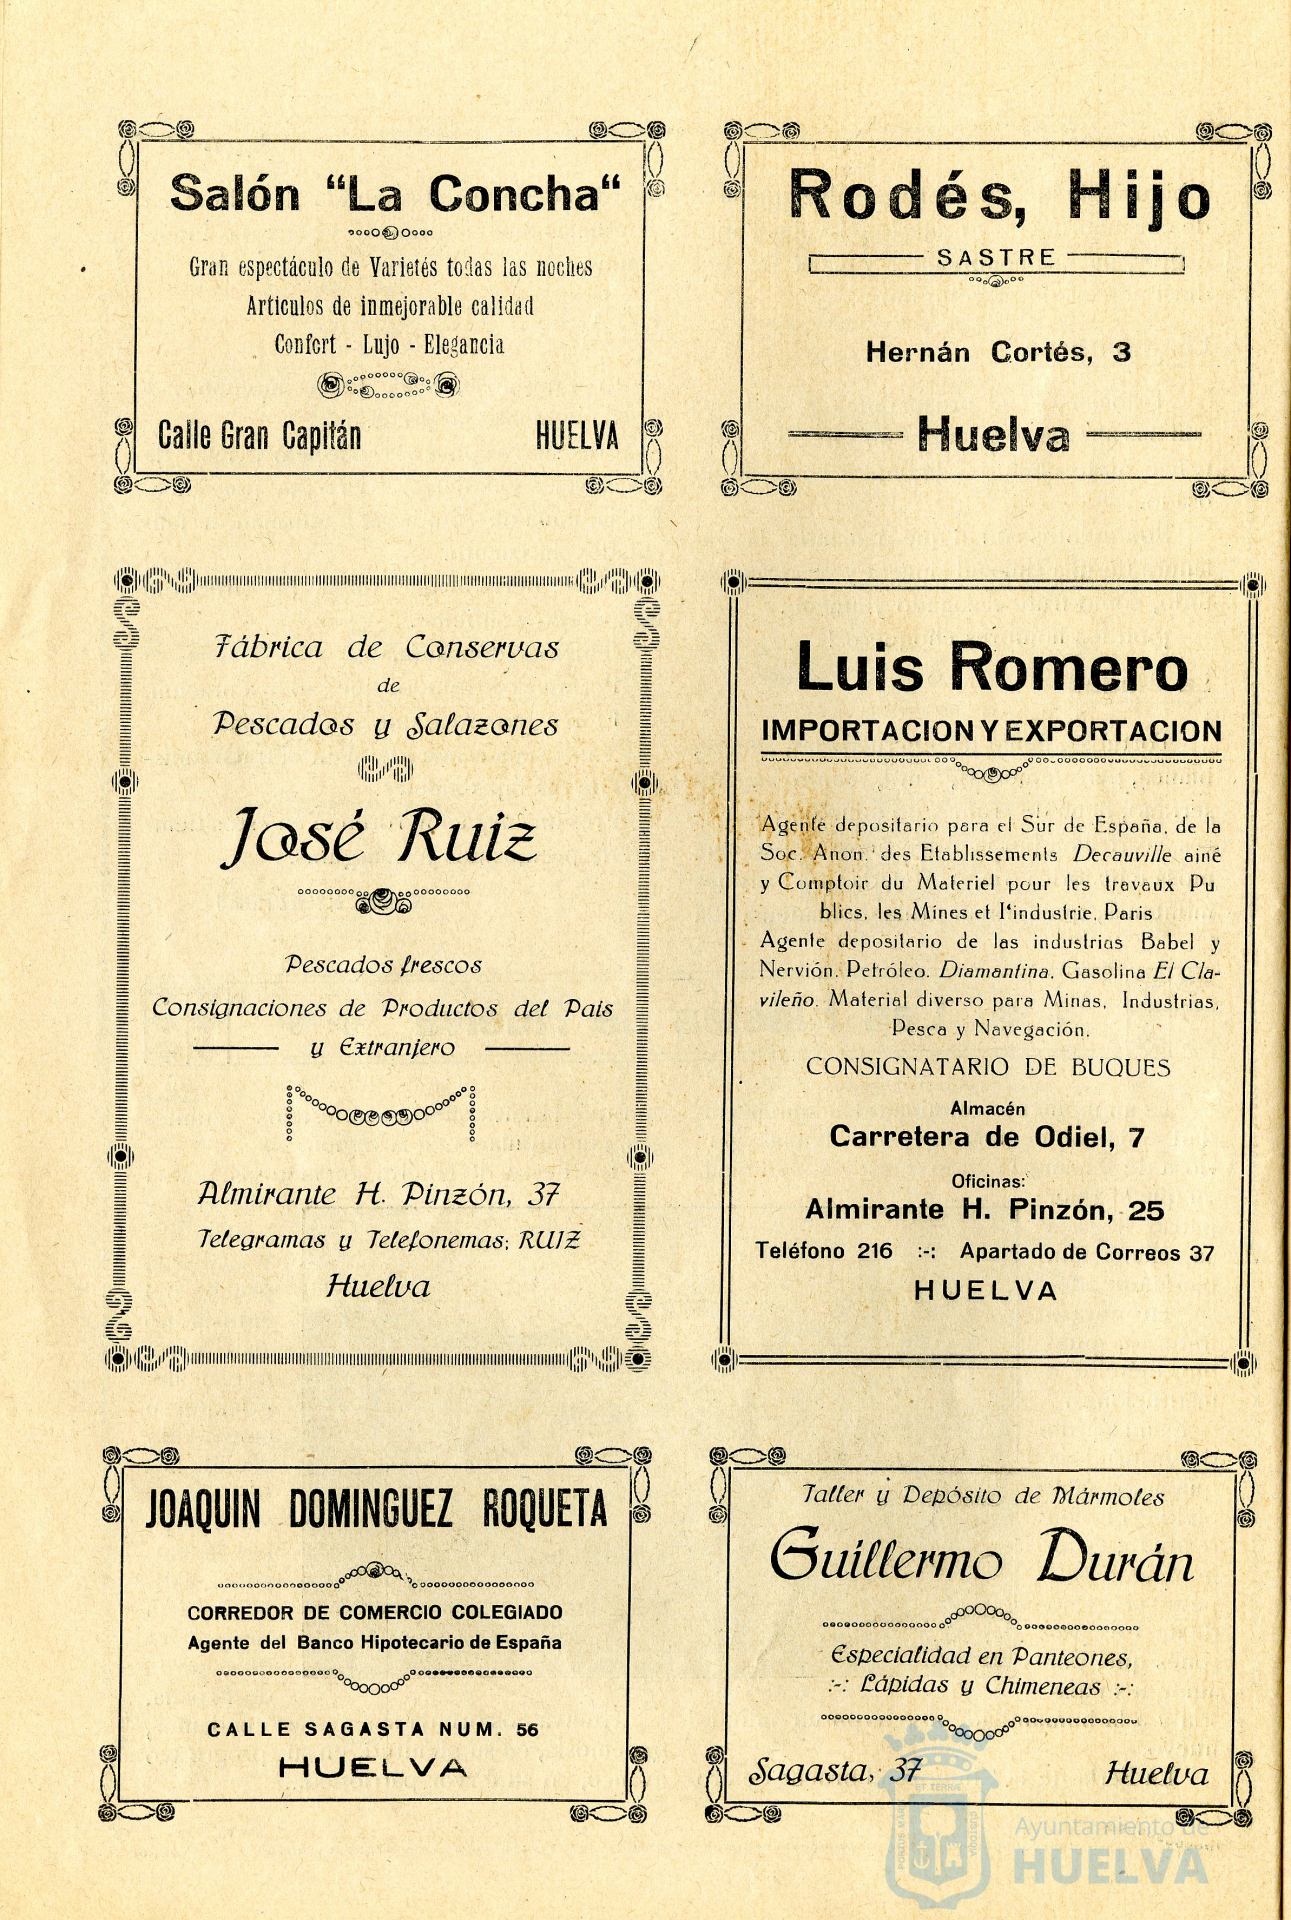 Salón “La Concha“
Gran espectáculo de Varietés todas las noches
Articulos de inmejorable calidad
Confort - Lujo - Elegancia
Calle Gran Capitán HUELVA
Rodés, Hijo
SASTRE
Hernán Cortés, 3
Huelva
Fábrica de Conservas
de
Pescados y Salazones
José Ruiz
Pescados frescos
Consignaciones de Productos del Pais
y Extranjero
Almirante H. Pinzón, 37
Telegramas y Telefonemas: RUIZ
Huelva
Luis Romero
IMPORTACION Y EXPORTACION
Agente depositario para el Sur de España, de la
Soc. Anon. des Etablissements Decauville ainé
y Comptoir du Materiel pour les travaux Pu
blics, les Mines et l'industrie, Paris
Agente depositario de las industrias Babel y
Nervión. Petróleo. Diamantina. Gasolina El Cla-
vileño. Material diverso para Minas, Industrias,
Pesca y Navegación.
CONSIGNATARIO DE BUQUES
Almacén
Carretera de Odiel, 7
Oficinas:
Almirante H. Pinzón, 25
Teléfono 216 :-: Apartado de Correos 37
HUELVA
JOAQUIN DOMINGUEZ ROQUETA
CORREDOR DE COMERCIO COLEGIADO
Agente del Banco Hipotecario de España
CALLE SAGASTA NUM. 56
HUELVA
Taller y Depósito de Mármoles
Guillermo Durán
Especialidad en Panteones,
:-: Lápidas y Chimeneas :-:
Sagasta, 37 Huelva
Ayuntamiento de
HUELVA